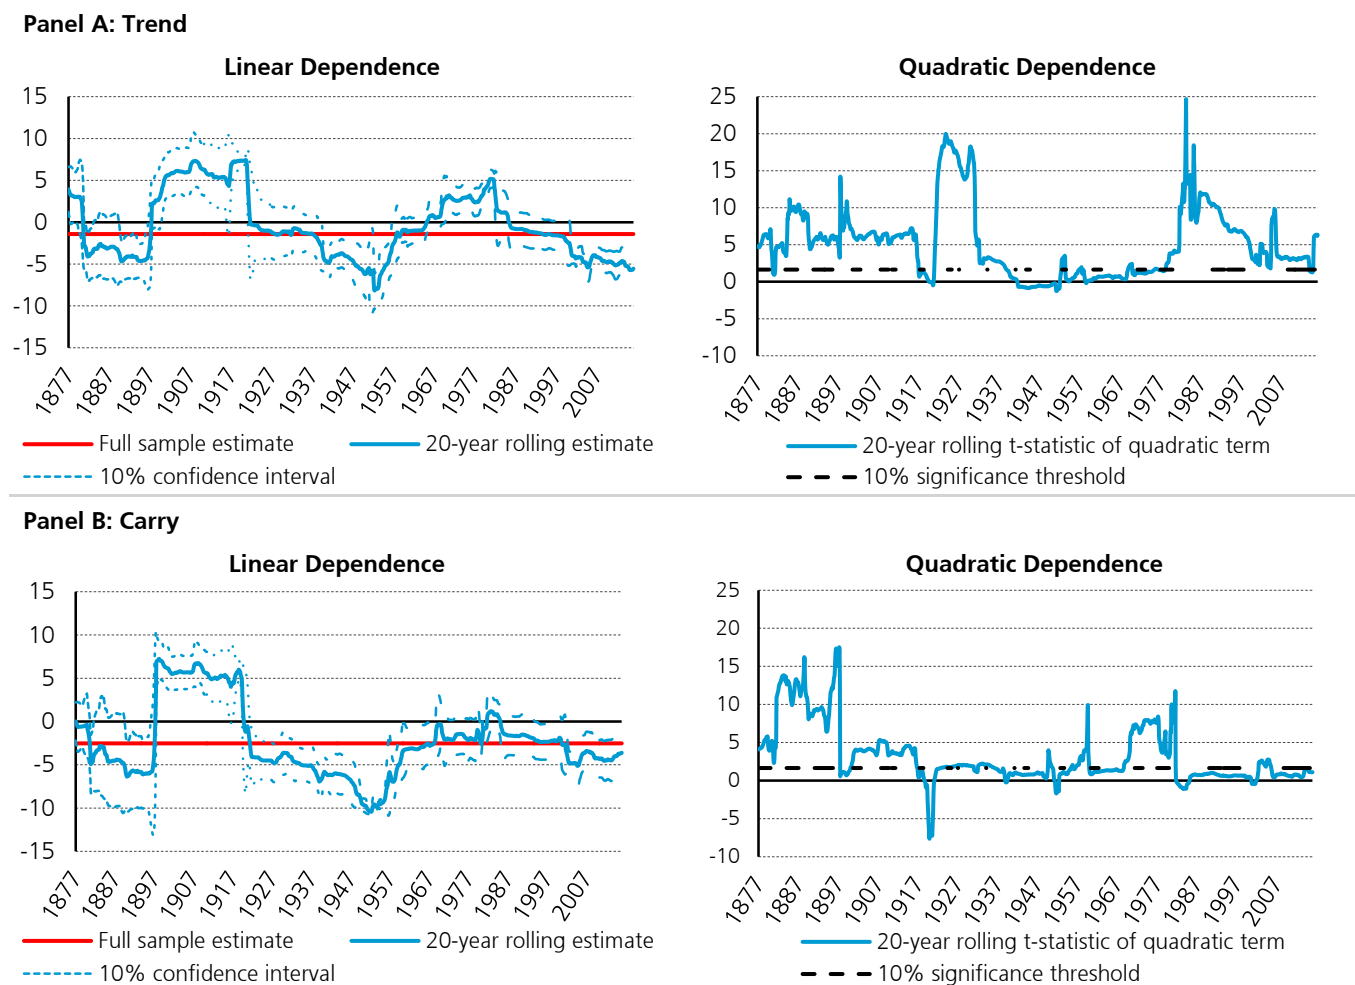 Panel A: Trend
Linear Dependence
15
10
5
0
-5
-10
-15
1877 1887 1897 1907 1917 1927 1937 1947 1957 1967 1977 1987 1997 2007
Full sample estimate 20-year rolling estimate
10% confidence interval
Quadratic Dependence
25
20
15
10
5
0
-5
-10
1877 1887 1897 1907 1917 1927 1937 1947 1957 1967 1977 1987 1997 2007
20-year rolling t-statistic of quadratic term
10% significance threshold
Panel B: Carry
Linear Dependence
15
10
5
0
-5
-10
-15
1877 1887 1897 1907 1917 1927 1937 1947 1957 1967 1977 1987 1997 2007
Full sample estimate 20-year rolling estimate
10% confidence interval
Quadratic Dependence
25
20
15
10
5
0
-5
-10
1877 1887 1897 1907 1917 1927 1937 1947 1957 1967 1977 1987 1997 2007
20-year rolling t-statistic of quadratic term
10% significance threshold